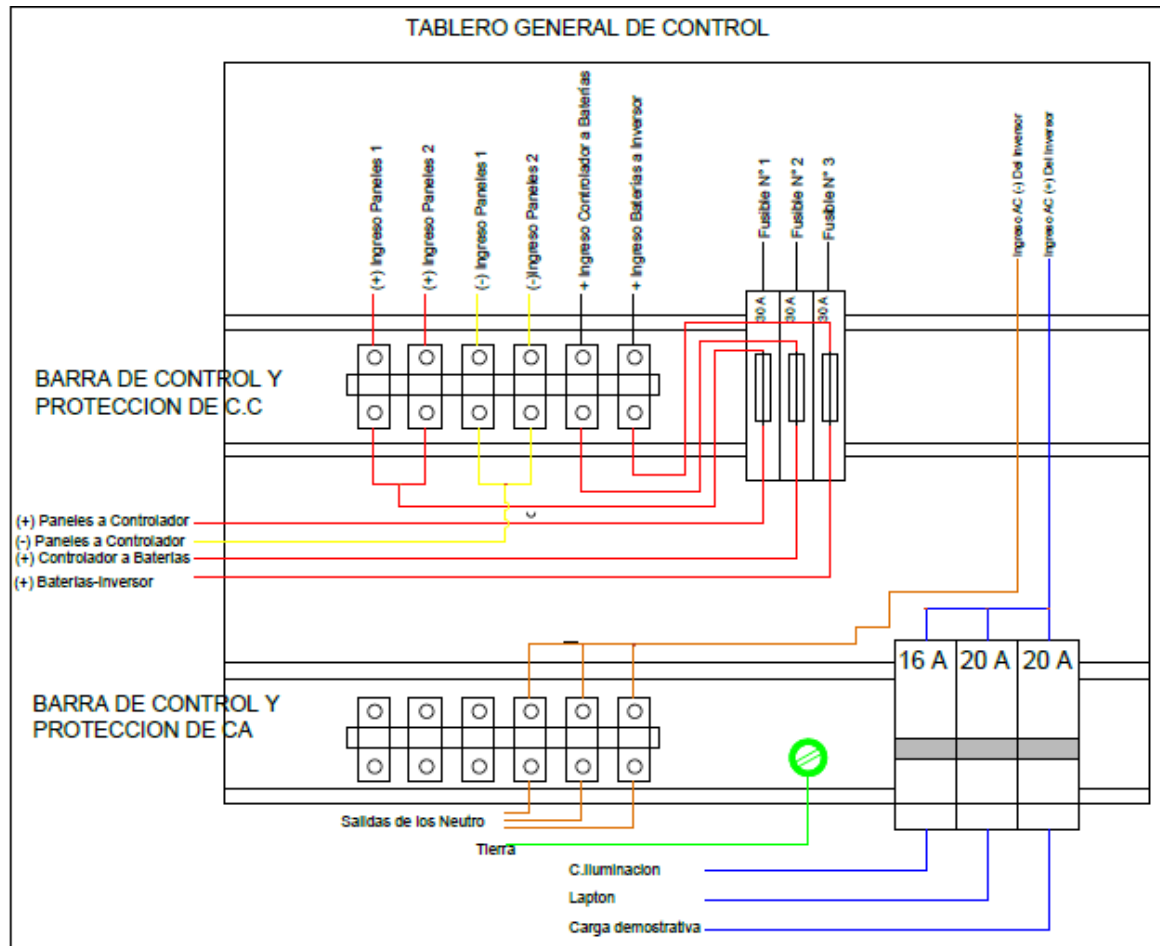 TABLERO GENERAL DE CONTROL
(+) Ingreso Paneles 1
(+) Ingreso Paneles 2
(-) Ingreso Paneles 1
(-)Ingreso Paneles 2
+ Ingreso Controlador a Baterías
+ Ingreso Baterías a Inversor
Fusible N° 1
Fusible N° 2
Fusible N° 3
Ingreso AC (-) Del Inversor
Ingreso AC (+) Del Inversor
30 A
30 A
30 A
BARRA DE CONTROL Y
PROTECCION DE C.C
(+) Paneles a Controlador
(-) Paneles a Controlador
(+) Controlador a Baterías
(+) Baterías-Inversor
16 A
20 A
20 A
BARRA DE CONTROL Y
PROTECCION DE CA
Salidas de los Neutro
Tierra
C.Iluminacion
Lapton
Carga demostrativa